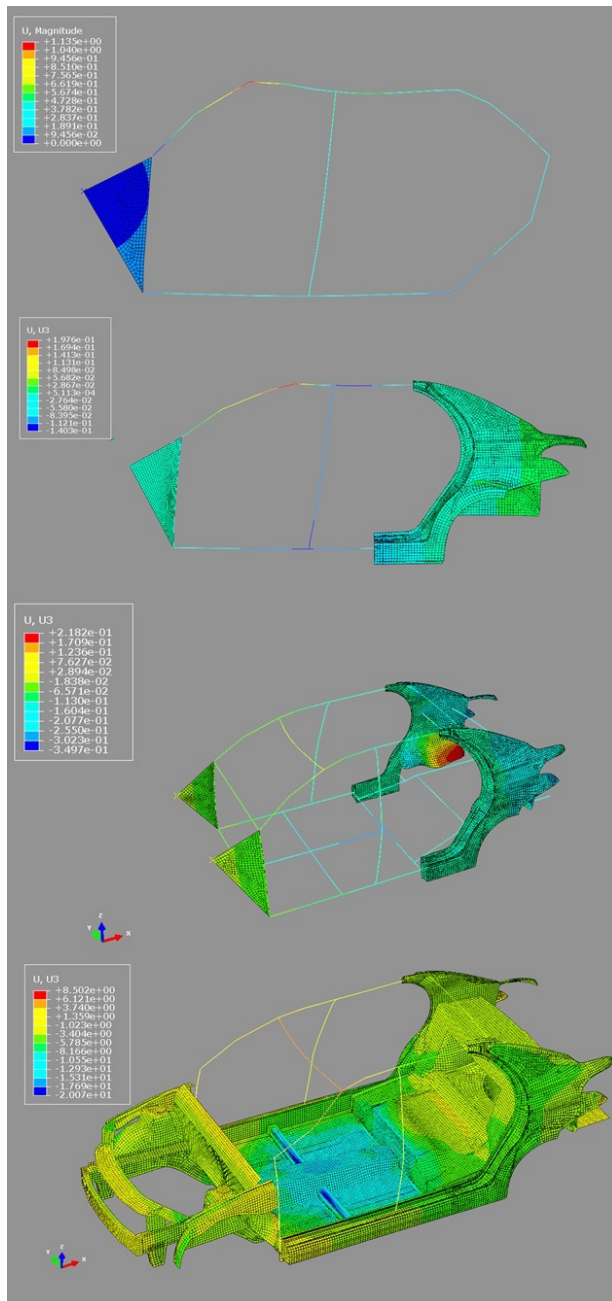 U, Magnitude
+1.135e+00
+1.040e+00
+9.456e-01
+8.510e-01
+7.565e-01
+6.619e-01
+5.674e-01
+4.728e-01
+3.782e-01
+2.837e-01
+1.891e-01
+9.456e-02
+0.000e+00
U, U3
+1.976e-01
+1.694e-01
+1.413e-01
+1.131e-01
+8.498e-02
+5.682e-02
+2.867e-02
+5.113e-04
-2.764e-02
-5.580e-02
-8.395e-02
-1.121e-01
-1.403e-01
U, U3
+2.182e-01
+1.709e-01
+1.236e-01
+7.627e-02
+2.894e-02
-1.838e-02
-6.571e-02
-1.130e-01
-1.604e-01
-2.077e-01
-2.550e-01
-3.023e-01
-3.497e-01
Z
Y
X
U, U3
+8.502e+00
+6.121e+00
+3.740e+00
+1.359e+00
-1.023e+00
-3.404e+00
-5.785e+00
-8.166e+00
-1.055e+01
-1.293e+01
-1.531e+01
-1.769e+01
-2.007e+01
Z
Y
X